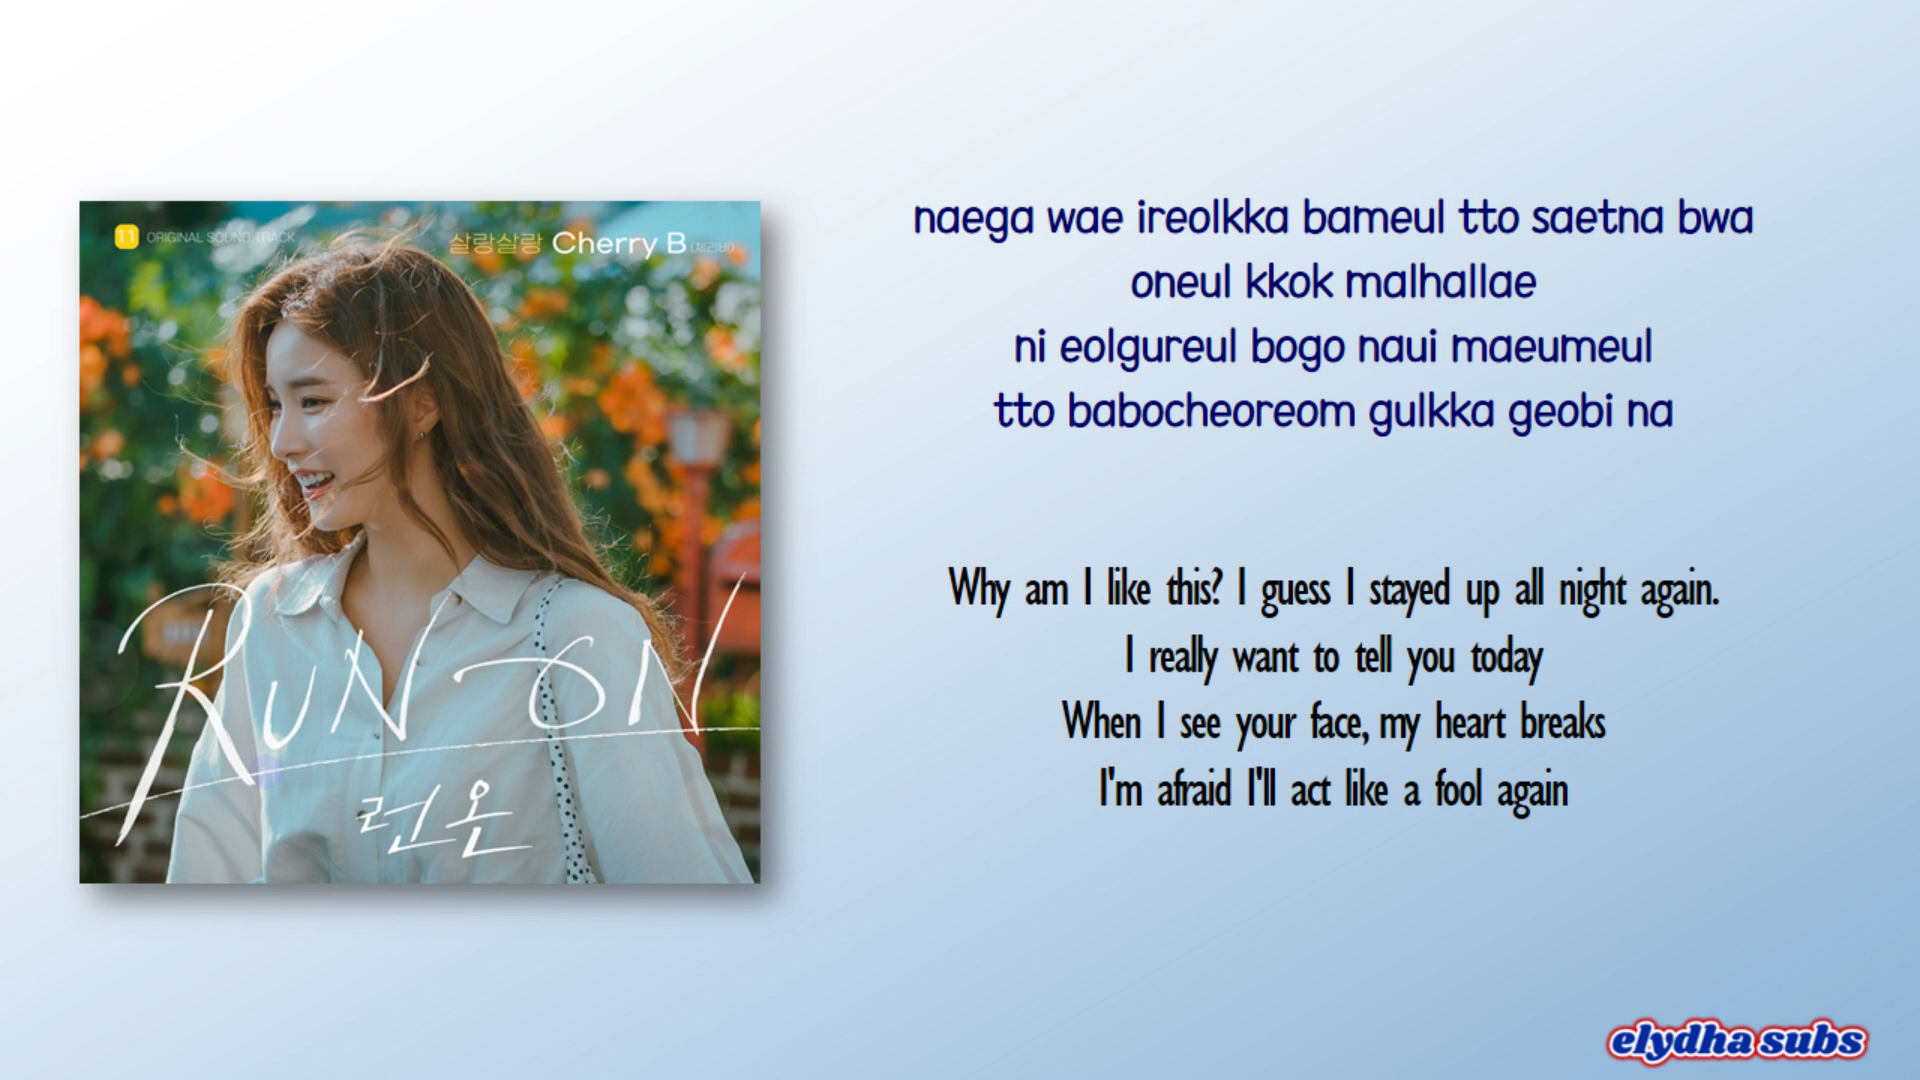 11 ORIGINAL SOUND TRACK
살랑살랑 Cherry B (체리비)
RUN ON
런온
naega wae ireolkka bameul tto saetna bwa
oneul kkok malhallae
ni eolgureul bogo naui maeumeul
tto babocheoreom gulkka geobi na
Why am I like this? I guess I stayed up all night again.
I really want to tell you today
When I see your face, my heart breaks
I'm afraid I'll act like a fool again
elydha subs